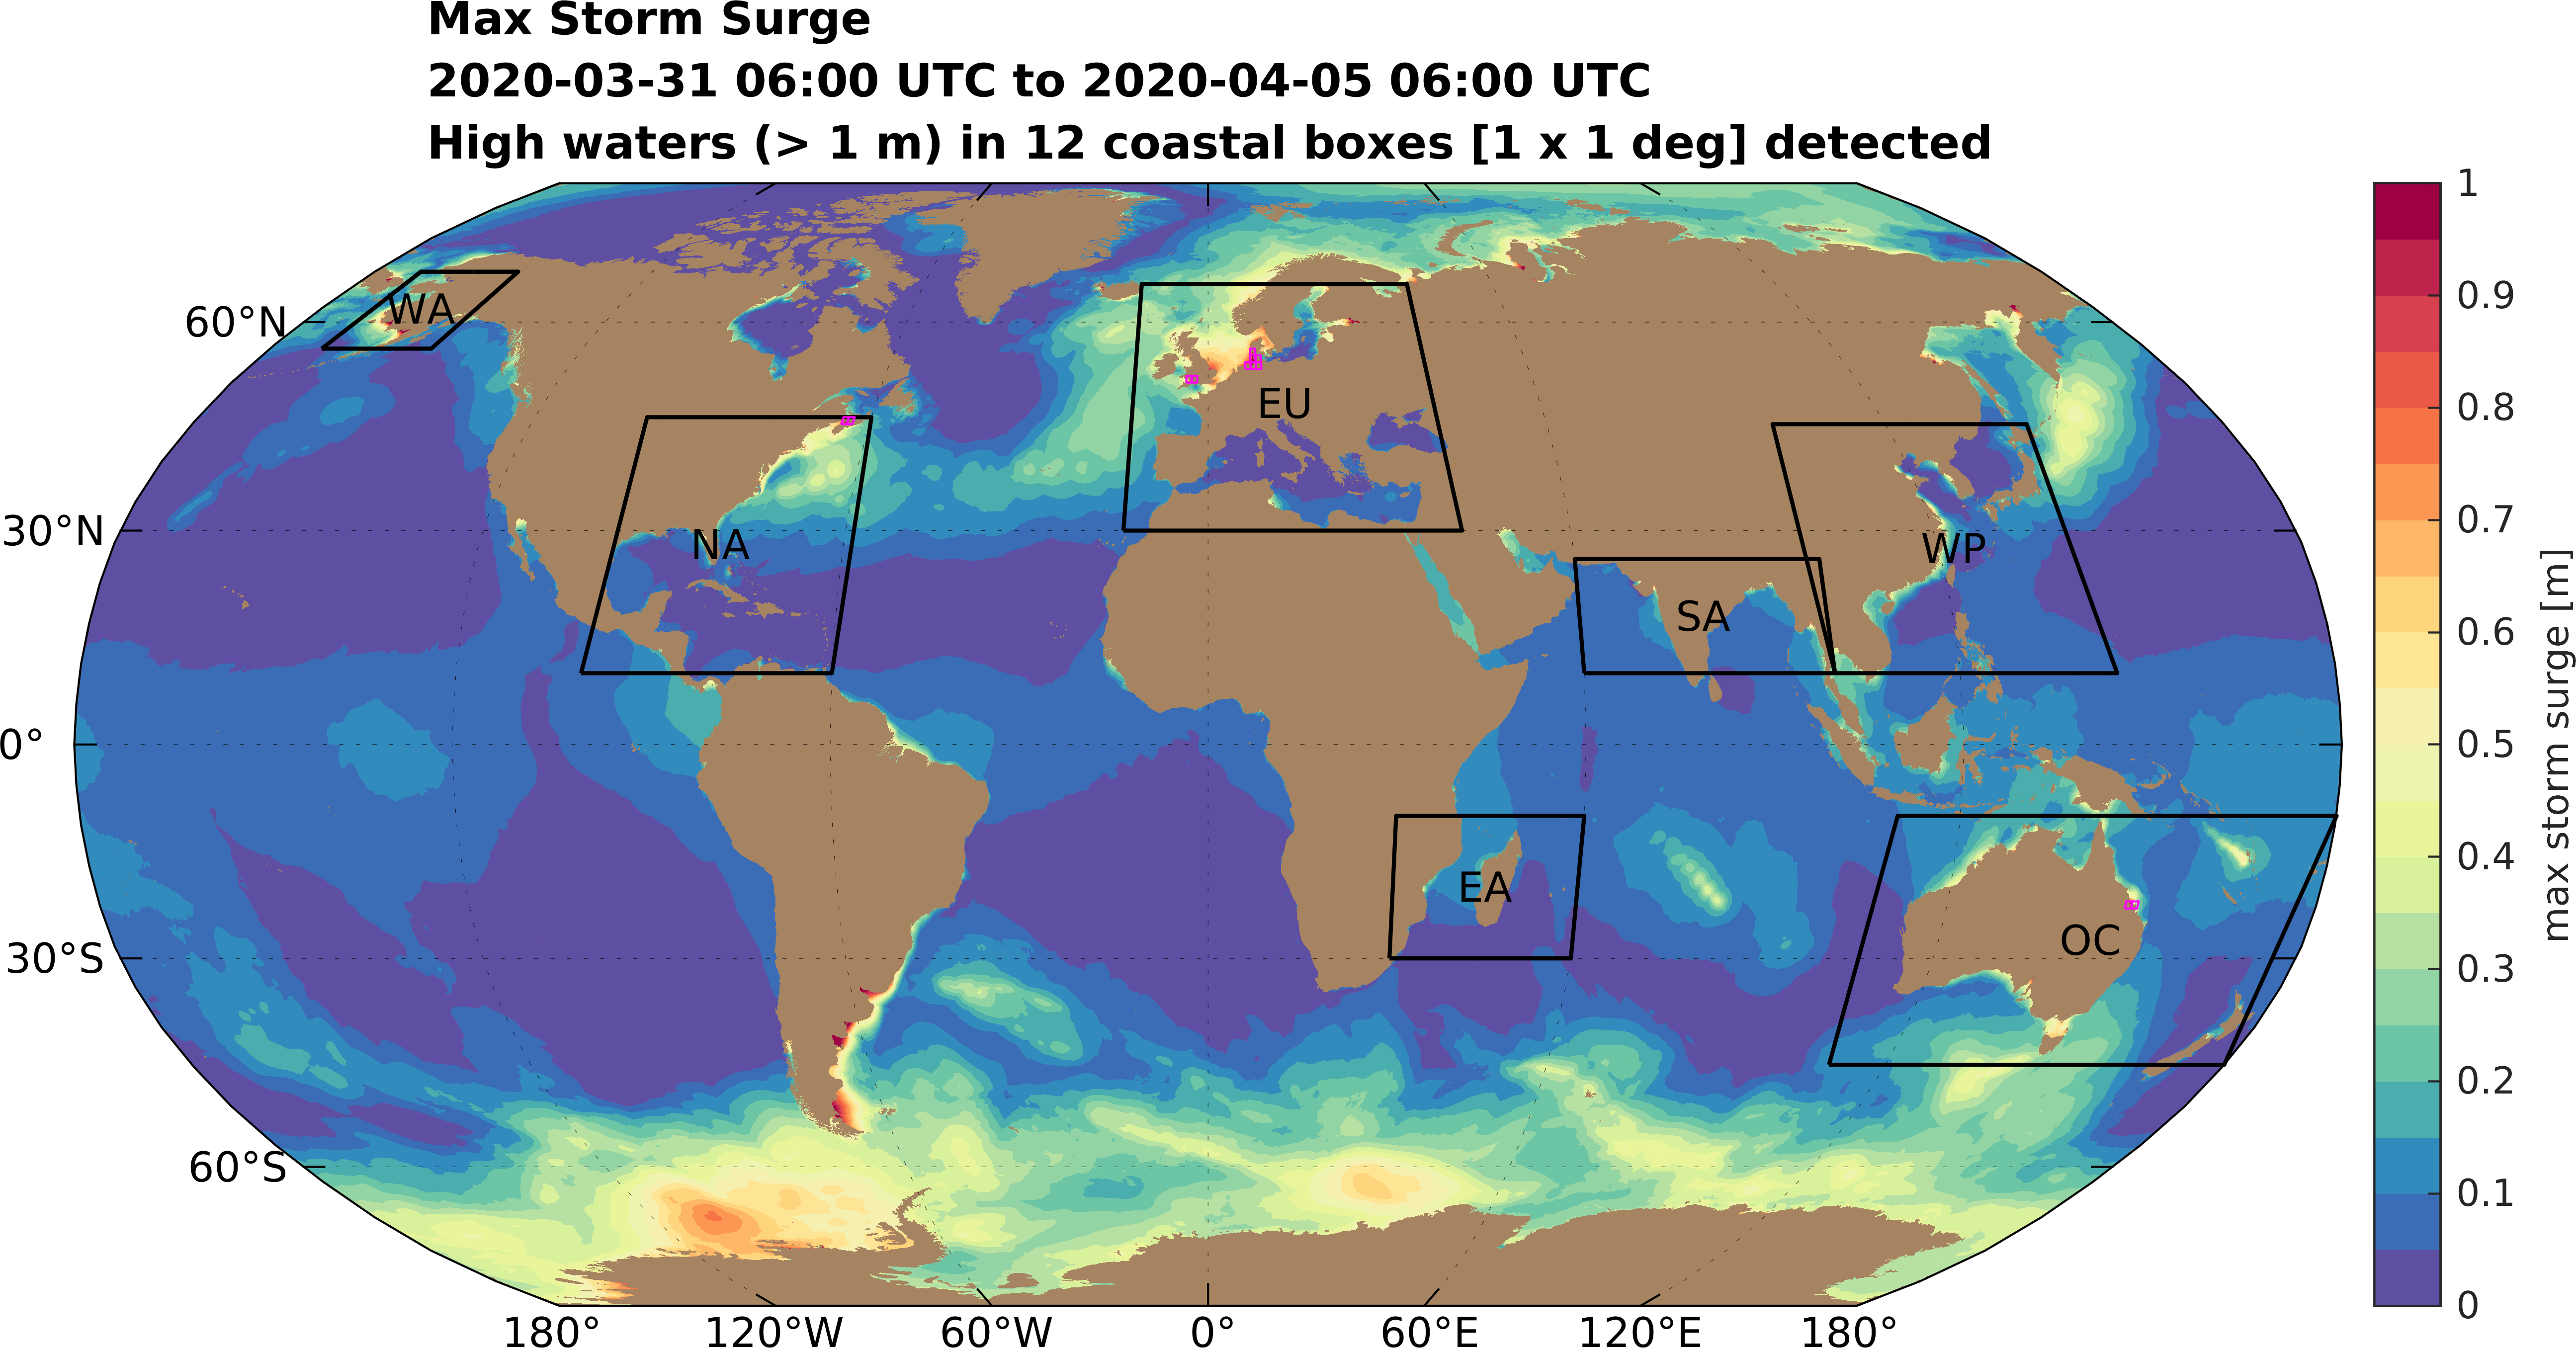 Max Storm Surge
2020-03-31 06:00 UTC to 2020-04-05 06:00 UTC
High waters (> 1 m) in 12 coastal boxes [1 x 1 deg] detected
60°N
30°N
0°
30°S
60°S
WA
NA
EU
SA
WP
EA
OC
180°
120°W
60°W
0°
60°E
120°E
180°
1
0.9
0.8
0.7
0.6
0.5
0.4
0.3
0.2
0.1
0
max storm surge [m]